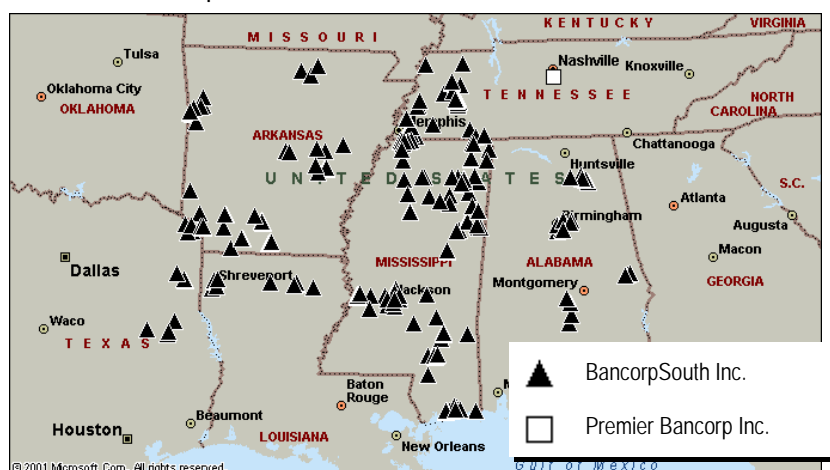 KENTUCKY
VIRGINIA
MISSOURI
Tulsa
Nashville
Knoxville
Oklahoma City
OKLAHOMA
TENNESSEE
NORTH
CAROLINA
Memphis
ARKANSAS
Chattanooga
Huntsville
UNITED STATES
S.C.
Atlanta
Birmingham
Augusta
Macon
Dallas
MISSISSIPPI
ALABAMA
Shreveport
GEORGIA
Montgomery
Jackson
Waco
TEXAS
BancorpSouth Inc.
Baton
Rouge
Beaumont
Premier Bancorp Inc.
Houston
LOUISIANA
New Orleans
Gulf of Mexico
© 2001 Microsoft Corp. All rights reserved.